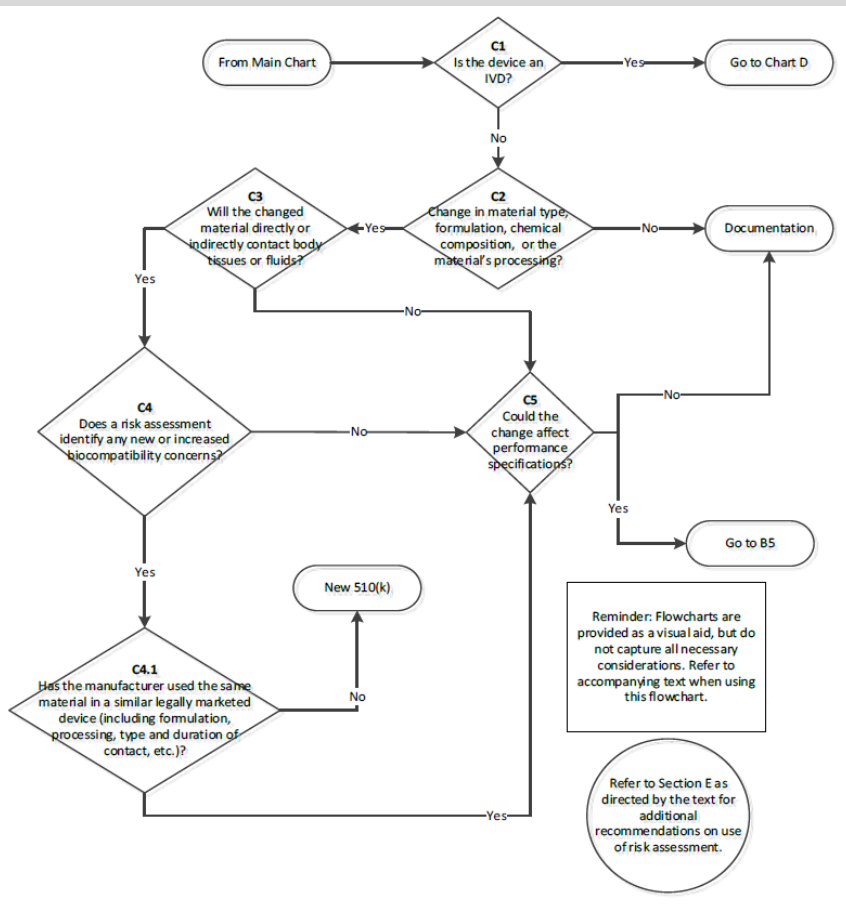 C1
Is the device an
IVD?
From Main Chart
Yes
Go to Chart D
No
C3
Will the changed
material directly or
indirectly contact body
tissues or fluids?
C2
Change in material type,
formulation, chemical
composition, or the
material's processing?
Yes
No
Documentation
Yes
No
C4
Does a risk assessment
identify any new or increased
biocompatibility concerns?
No
C5
Could the
change affect
performance
specifications?
No
Yes
Go to B5
Yes
New 510(k)
Reminder: Flowcharts are
provided as a visual aid, but do
not capture all necessary
considerations. Refer to
accompanying text when using
this flowchart.
C4.1
Has the manufacturer used the same
material in a similar legally marketed
device (including formulation,
processing, type and duration of
contact, etc.)?
No
Yes
Refer to Section E as
directed by the text for
additional
recommendations on use
of risk assessment.